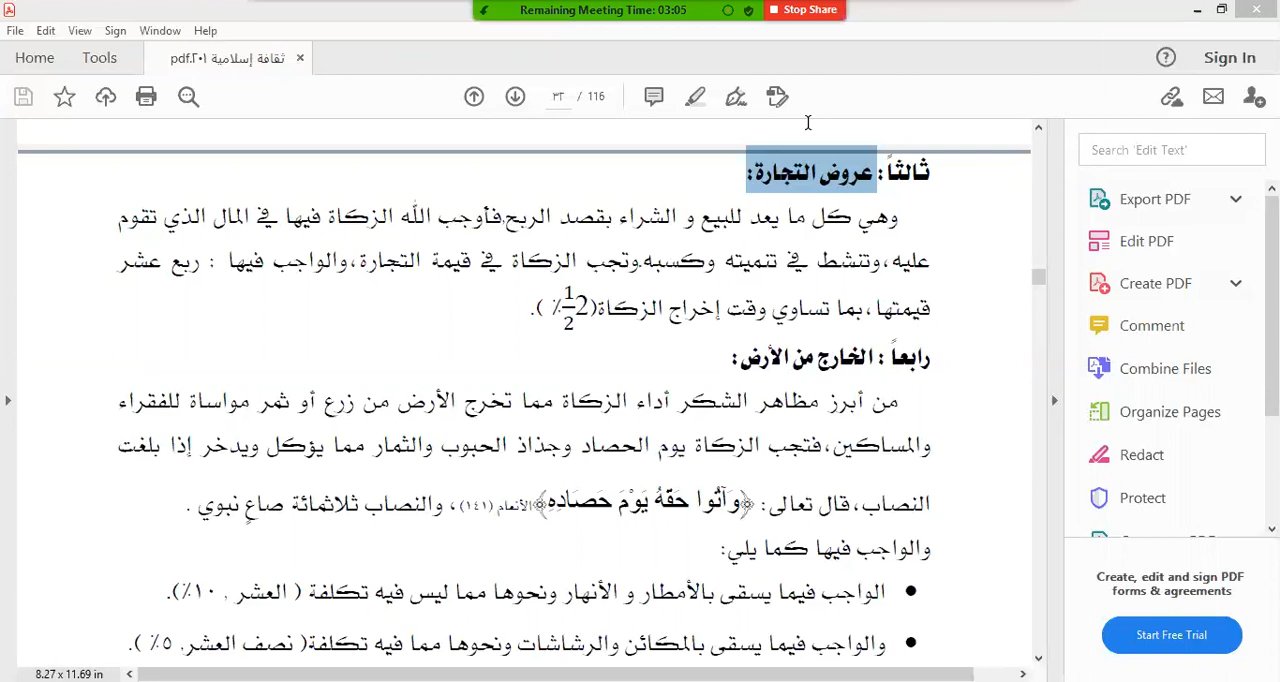 Remaining Meeting Time: 03:05
Stop Share
File Edit View Sign Window Help
Home Tools ثقافة إسلامية ٢٠١.pdf ×
Sign In
٣٢ / 116
Search 'Edit Text'
ثالثاً : عروض التجارة:
وهي كل ما يعد للبيع و الشراء بقصد الربح,فأوجب الله الزكاة فيها في المال الذي تقوم
عليه،وتنشط في تنميته وكسبه.وتجب الزكاة في قيمة التجارة،والواجب فيها : ربع عشر
قيمتها،بما تساوي وقت إخراج الزكاة(2 1/2 ٪ ).
رابعاً : الخارج من الأرض:
من أبرز مظاهر الشكر أداء الزكاة مما تخرج الأرض من زرع أو ثمر مواساة للفقراء
والمساكين،فتجب الزكاة يوم الحصاد وجذاذ الحبوب والثمار مما يؤكل ويدخر إذا بلغت
النصاب،قال تعالى: ﴿وَآتُوا حَقَّهُ يَوْمَ حَصَادِهِ﴾الأنعام (١٤١)، والنصاب ثلاثمائة صاعٍ نبوي .
والواجب فيها كما يلي:
● الواجب فيما يسقى بالأمطار و الأنهار ونحوها مما ليس فيه تكلفة ( العشر , ١٠٪).
● والواجب فيما يسقى بالمكائن والرشاشات ونحوها مما فيه تكلفة( نصف العشر, ٥٪ ).
Export PDF
Edit PDF
Create PDF
Comment
Combine Files
Organize Pages
Redact
Protect
Create, edit and sign PDF
forms & agreements
Start Free Trial
8.27 x 11.69 in